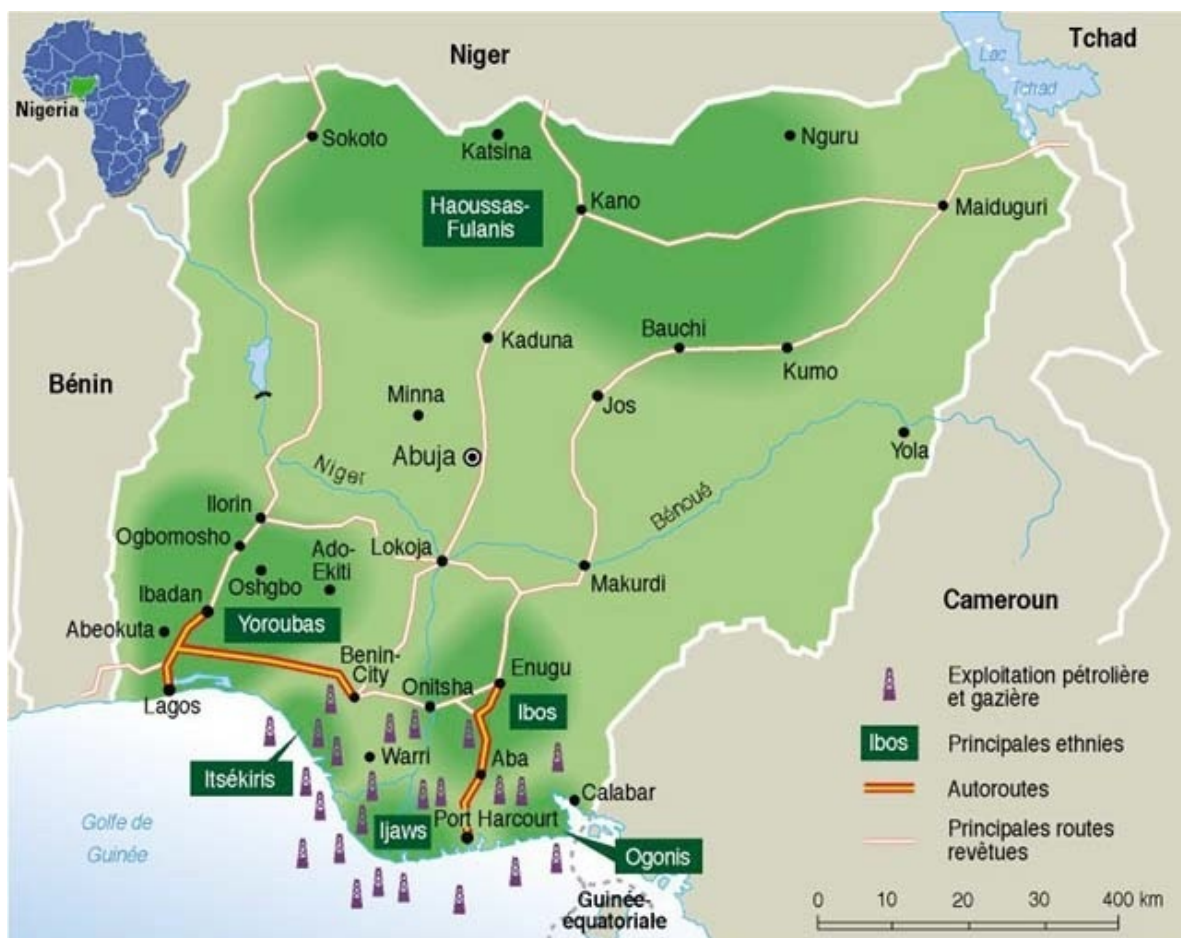 Niger
Tchad
Lac
Tchad
Nigeria
Sokoto
Katsina
Nguru
Haoussas-
Fulanis
Kano
Maiduguri
Bénin
Kaduna
Bauchi
Kumo
Minna
Jos
Abuja
Yola
Niger
Bénoué
Ilorin
Ogbomosho
Ado-
Ekiti
Lokoja
Oshgbo
Makurdi
Ibadan
Cameroun
Abeokuta
Yoroubas
Benin-
City
Enugu
Onitsha
Lagos
Ibos
Warri
Itsékiris
Aba
Calabar
Port Harcourt
Ijaws
Ogonis
Golfe de
Guinée
Guinée-
équatoriale
Exploitation pétrolière
et gazière
Ibos
Principales ethnies
Autoroutes
Principales routes
revêtues
0 10 20 30 400 km